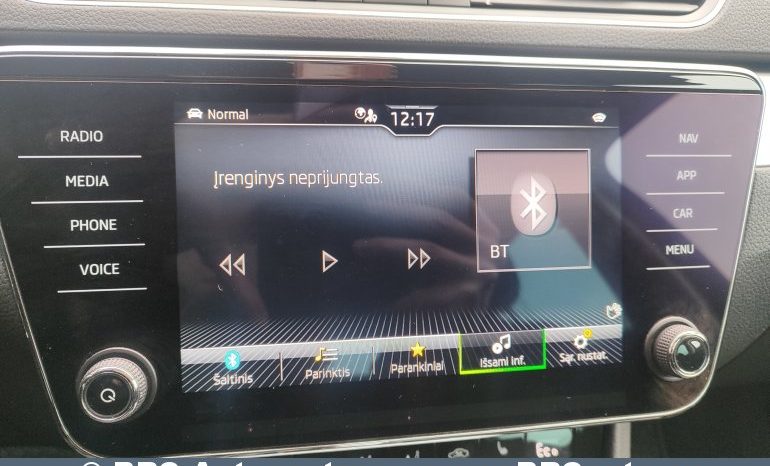 Normal
12:17
RADIO
MEDIA
PHONE
VOICE
NAV
APP
CAR
MENU
Įrenginys neprijungtas.
BT
Šaltinis
Parinktis
Parankiniai
Išsami inf.
Sąr. nustat.